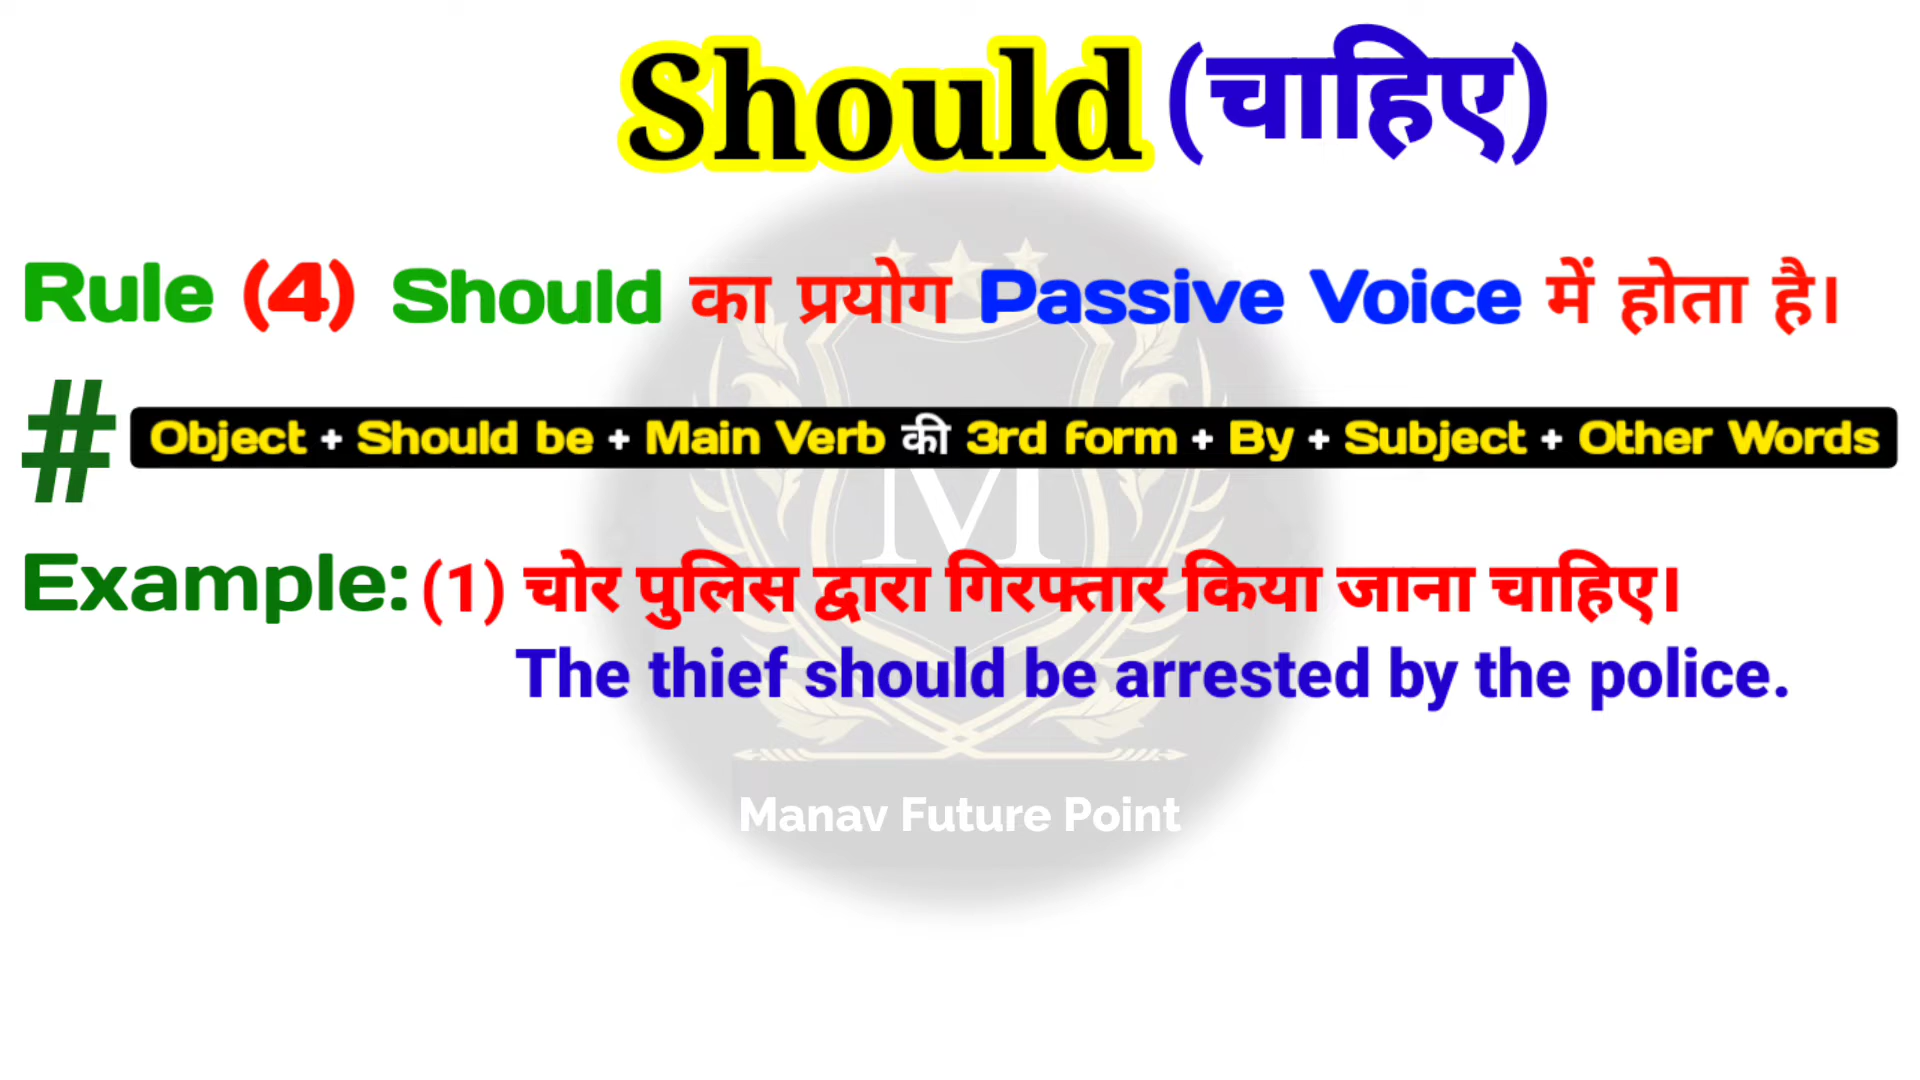 Should (चाहिए)
Rule (4) Should का प्रयोग Passive Voice में होता है।
# Object + Should be + Main Verb की 3rd form + By + Subject + Other Words
M
Example: (1) चोर पुलिस द्वारा गिरफ्तार किया जाना चाहिए।
The thief should be arrested by the police.
Manav Future Point